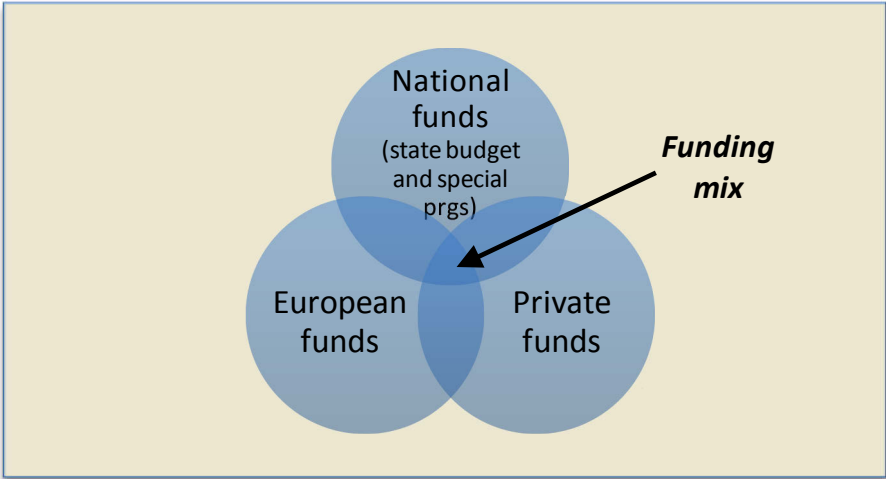 National
funds
(state budget
and special
prgs)
Funding
mix
European
funds
Private
funds